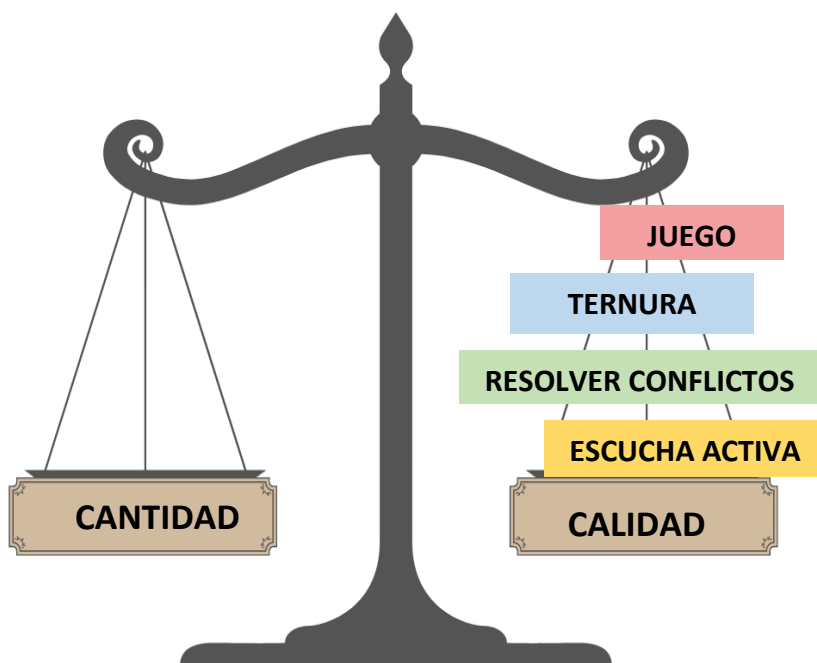 JUEGO
TERNURA
RESOLVER CONFLICTOS
ESCUCHA ACTIVA
CANTIDAD
CALIDAD